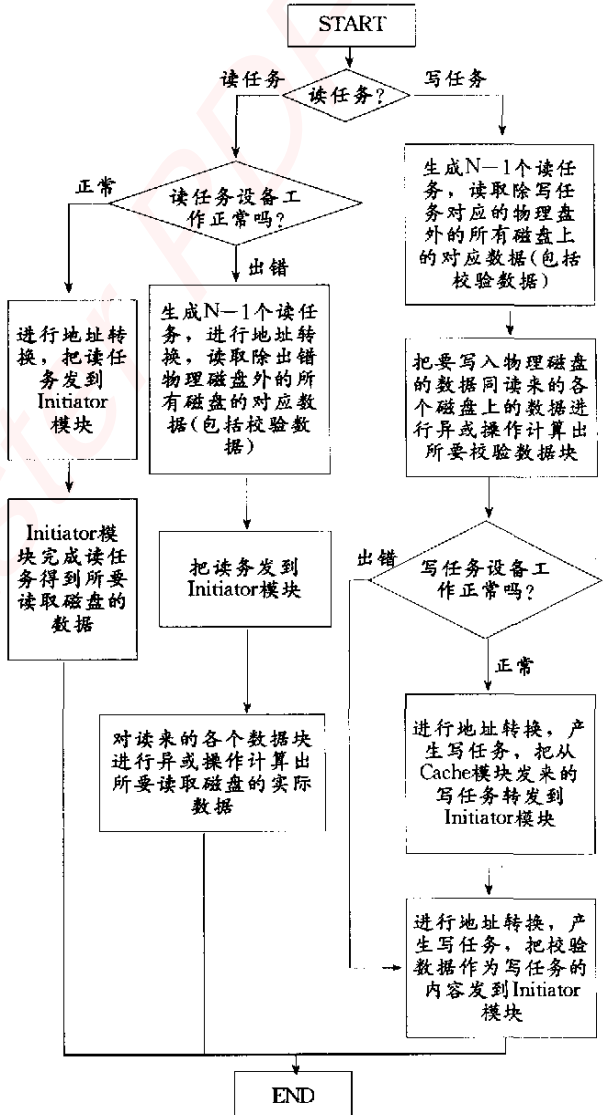 START
读任务
读任务?
写任务
正常
读任务设备工
作正常吗?
出错
生成N－1个读任
务，读取除写任
务对应的物理盘
外的所有磁盘上
的对应数据(包括
校验数据)
进行地址转
换，把读任
务发到
Initiator
模块
生成N－1个读任
务，进行地址转
换，读取除出错
物理磁盘外的所
有磁盘的对应数
据(包括校验数
据)
把要写入物理磁盘
的数据同读来的各
个磁盘上的数据进
行异或操作计算出
所要校验数据块
Initiator模
块完成读任
务得到所要
读取磁盘的
数据
把读务发到
Initiator模块
出错
写任务设备工
作正常吗?
正常
对读来的各个数据块
进行异或操作计算出
所要读取磁盘的实际
数据
进行地址转换，产
生写任务，把从
Cache模块发来的
写任务转发到
Initiator模块
进行地址转换，产
生写任务，把校验
数据作为写任务的
内容发到Initiator
模块
END